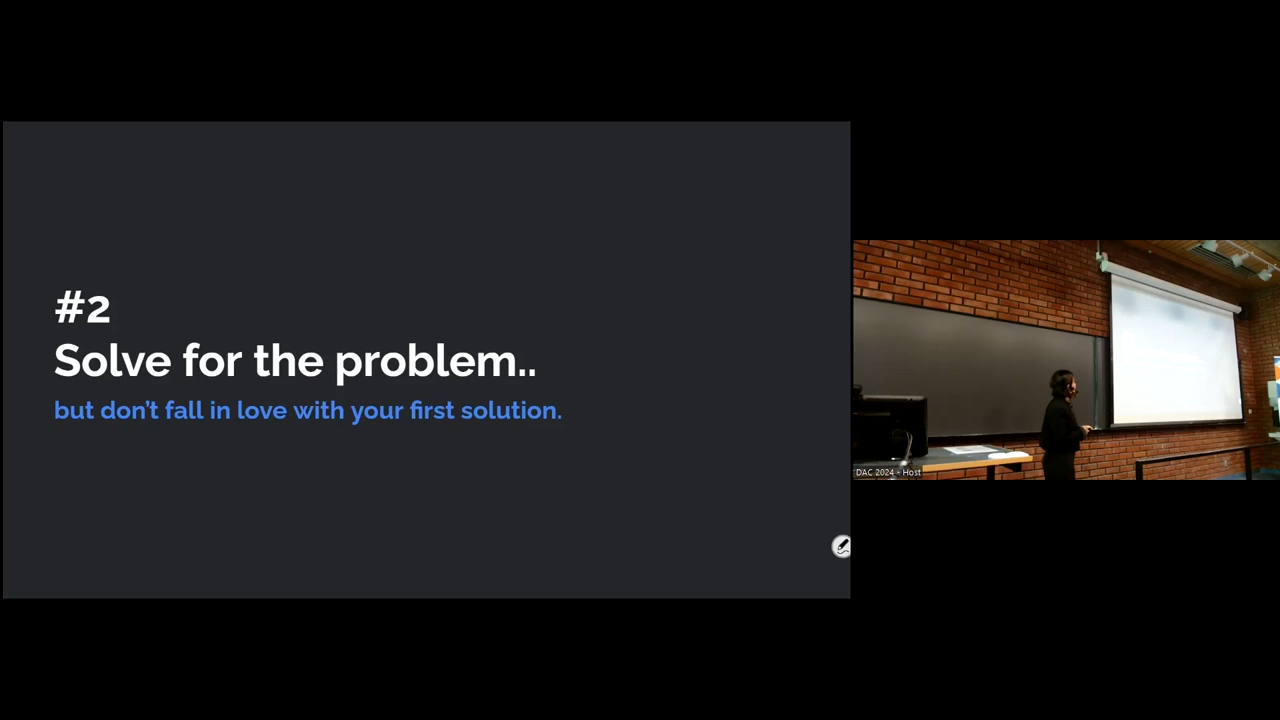 #2
Solve for the problem..
but don't fall in love with your first solution.
DAC 2024 - Host